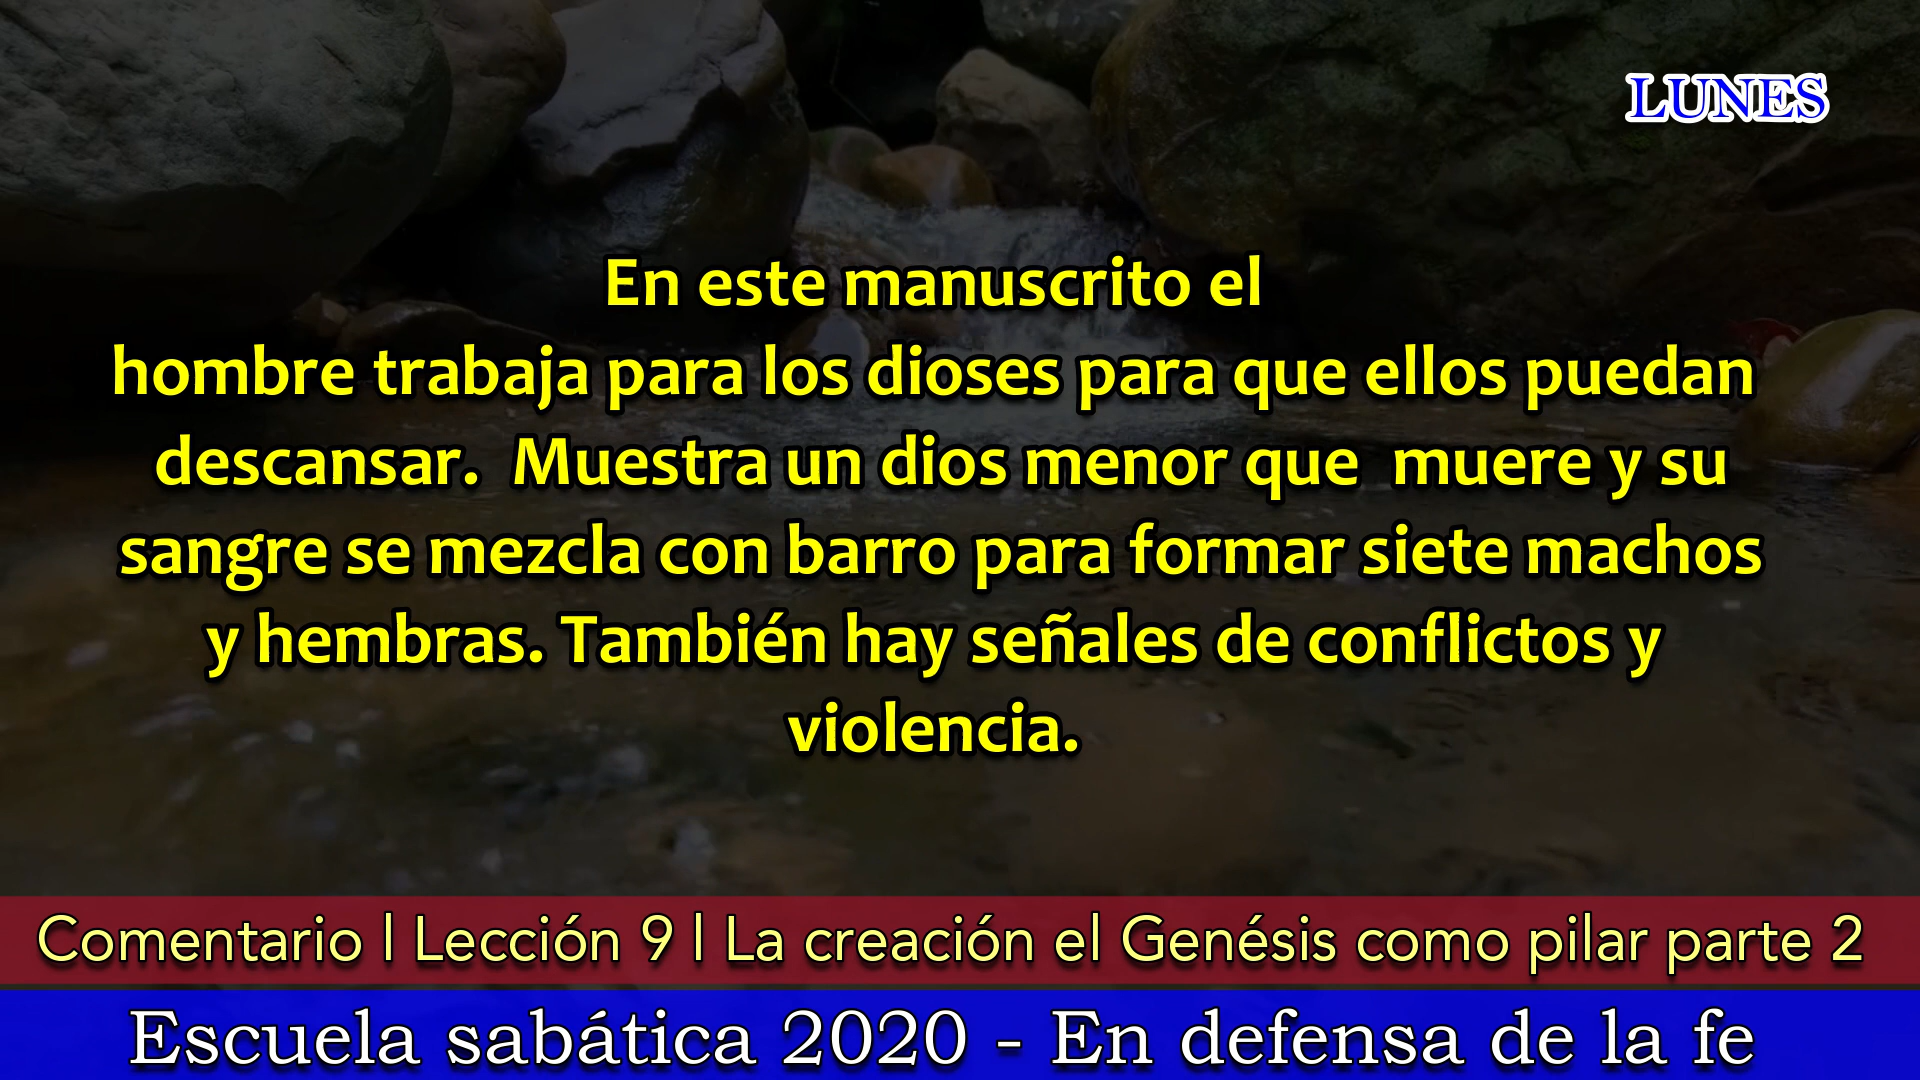 LUNES
En este manuscrito el
hombre trabaja para los dioses para que ellos puedan
descansar.  Muestra un dios menor que  muere y su
sangre se mezcla con barro para formar siete machos
y hembras. También hay señales de conflictos y
violencia.
Comentario l Lección 9 l La creación el Genésis como pilar parte 2
Escuela sabática 2020 - En defensa de la fe